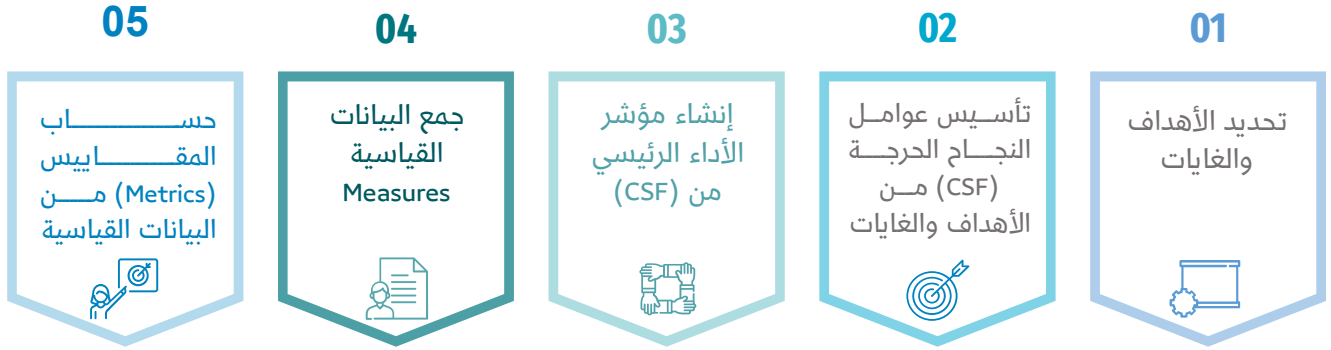 01
تحديد الأهداف
والغايات
02
تأسيس عوامل
النجاح الحرجة
(CSF) من
الأهداف والغايات
03
إنشاء مؤشر
الأداء الرئيسي
من (CSF)
04
جمع البيانات
القياسية
Measures
05
حساب
المقاييس
(Metrics) من
البيانات القياسية